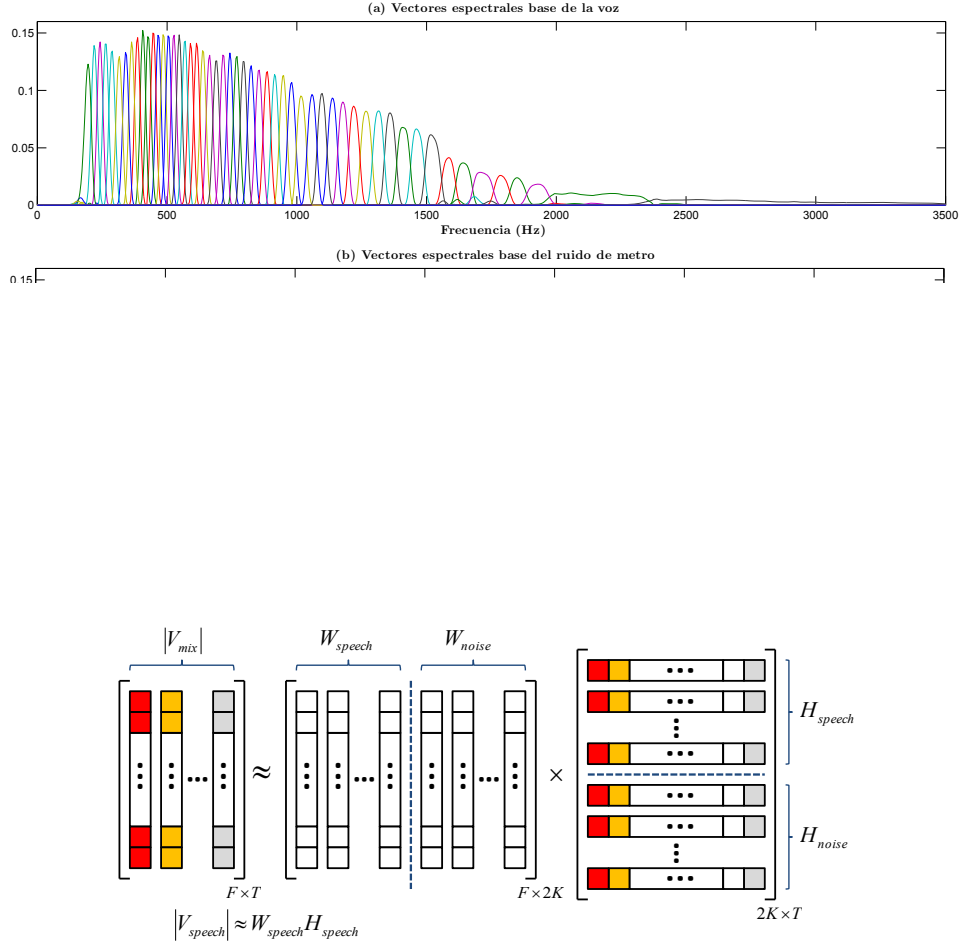 (a) Vectores espectrales base de la voz
0.15
0.1
0.05
0
0 500 1000 1500 2000 2500 3000 3500
Frecuencia (Hz)
(b) Vectores espectrales base del ruido de metro
0.15
|V_mix| W_speech W_noise
≈ ×
H_speech
H_noise
F×T F×2K 2K×T
|V_speech| ≈ W_speech H_speech